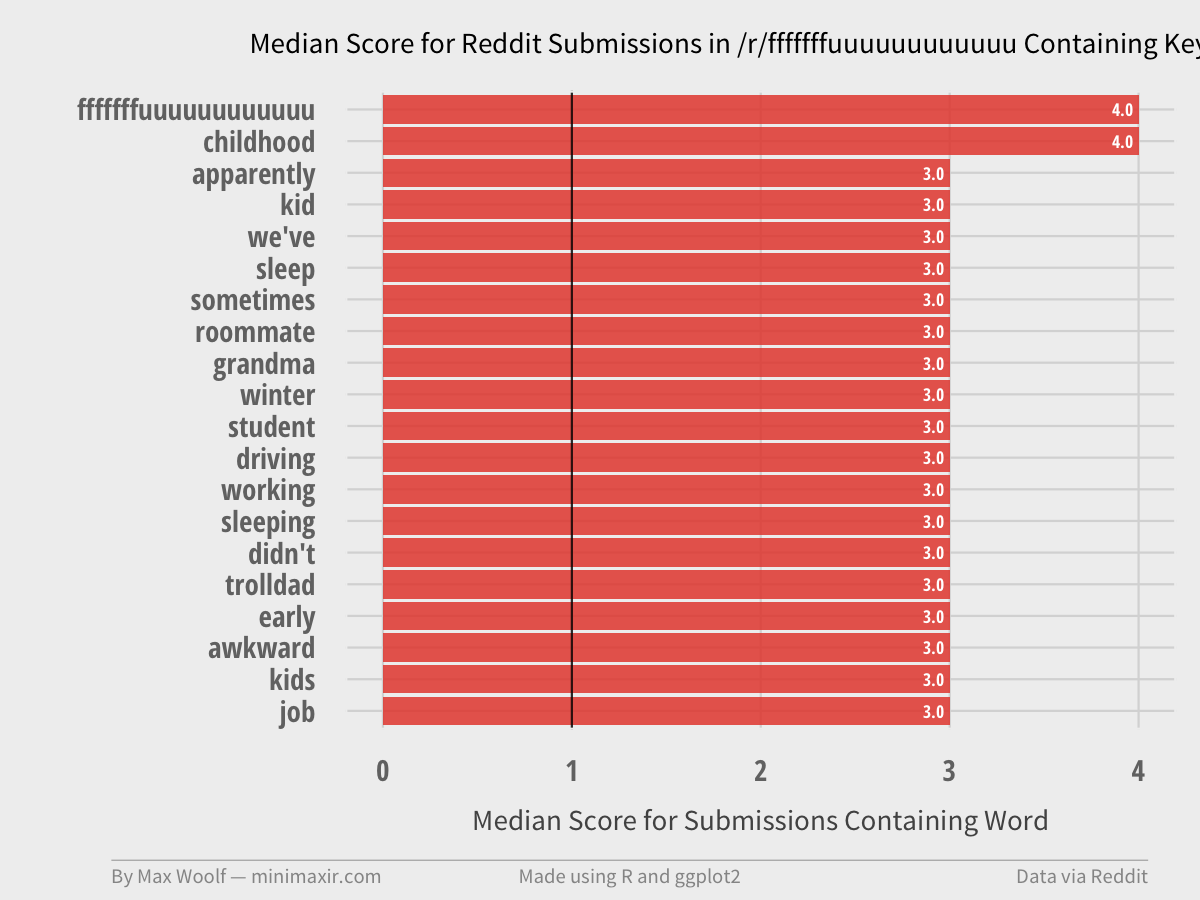 Median Score for Reddit Submissions in /r/fffffffuuuuuuuuuuuu Containing Key
fffffffuuuuuuuuuuuu 4.0
childhood 4.0
apparently 3.0
kid 3.0
we've 3.0
sleep 3.0
sometimes 3.0
roommate 3.0
grandma 3.0
winter 3.0
student 3.0
driving 3.0
working 3.0
sleeping 3.0
didn't 3.0
trolldad 3.0
early 3.0
awkward 3.0
kids 3.0
job 3.0
0 1 2 3 4
Median Score for Submissions Containing Word
By Max Woolf — minimaxir.com Made using R and ggplot2 Data via Reddit